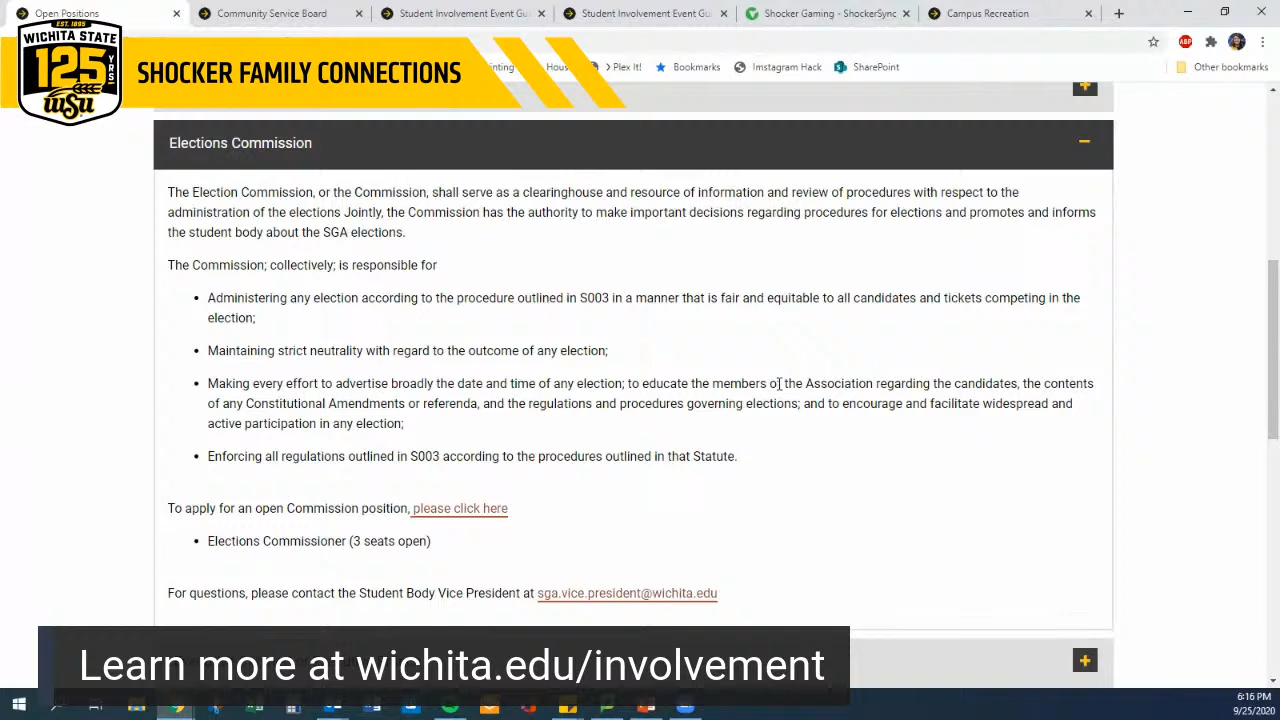 Open Positions
Community Service Board
Student Involvem
Student Involvement Event Gu
Shocker Gaming
Campus Recreation
EST. 1895
WICHITA STATE
125 YRS
WSU
SHOCKER FAMILY CONNECTIONS
inting
Hous
Plex It!
Bookmarks
Instagram Hack
SharePoint
Other bookmarks
ABP
Elections Commission
The Election Commission, or the Commission, shall serve as a clearinghouse and resource of information and review of procedures with respect to the
administration of the elections Jointly, the Commission has the authority to make important decisions regarding procedures for elections and promotes and informs
the student body about the SGA elections.
The Commission; collectively; is responsible for
• Administering any election according to the procedure outlined in S003 in a manner that is fair and equitable to all candidates and tickets competing in the
election;
• Maintaining strict neutrality with regard to the outcome of any election;
• Making every effort to advertise broadly the date and time of any election; to educate the members of the Association regarding the candidates, the contents
of any Constitutional Amendments or referenda, and the regulations and procedures governing elections; and to encourage and facilitate widespread and
active participation in any election;
• Enforcing all regulations outlined in S003 according to the procedures outlined in that Statute.
To apply for an open Commission position, please click here
• Elections Commissioner (3 seats open)
For questions, please contact the Student Body Vice President at sga.vice.president@wichita.edu
Learn more at wichita.edu/involvement
6:16 PM
9/25/2020